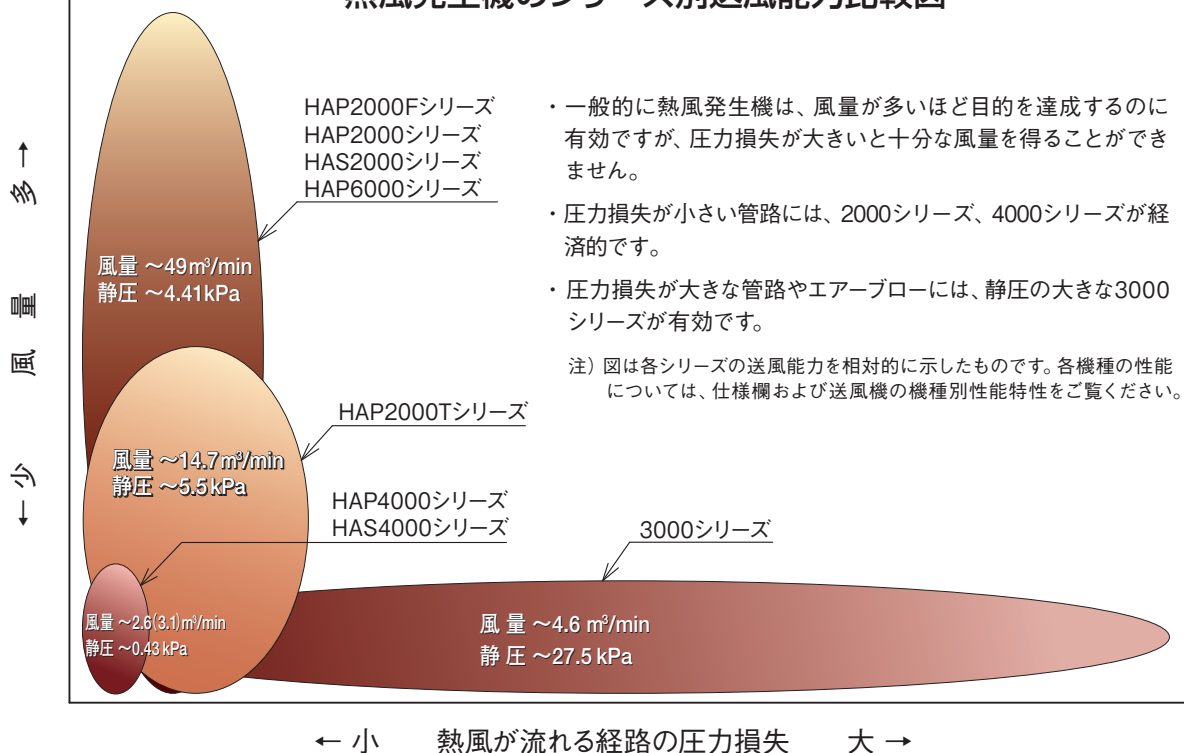 熱風発生機のシリーズ別送風能力比較図
HAP2000Fシリーズ
HAP2000シリーズ
HAS2000シリーズ
HAP6000シリーズ
・一般的に熱風発生機は、風量が多いほど目的を達成するのに
有効ですが、圧力損失が大きいと十分な風量を得ることができ
ません。
・圧力損失が小さい管路には、2000シリーズ、4000シリーズが経
済的です。
・圧力損失が大きな管路やエアーブローには、静圧の大きな3000
シリーズが有効です。
注）図は各シリーズの送風能力を相対的に示したものです。各機種の性能
については、仕様欄および送風機の機種別性能特性をご覧ください。
← 少 風 量 多 →
風量 ～49m³/min
静圧 ～4.41kPa
HAP2000Tシリーズ
風量 ～14.7m³/min
静圧 ～5.5kPa
HAP4000シリーズ
HAS4000シリーズ
3000シリーズ
風量 ～2.6(3.1)m³/min
静圧 ～0.43kPa
風 量 ～4.6 m³/min
静 圧 ～27.5 kPa
← 小 熱風が流れる経路の圧力損失 大 →